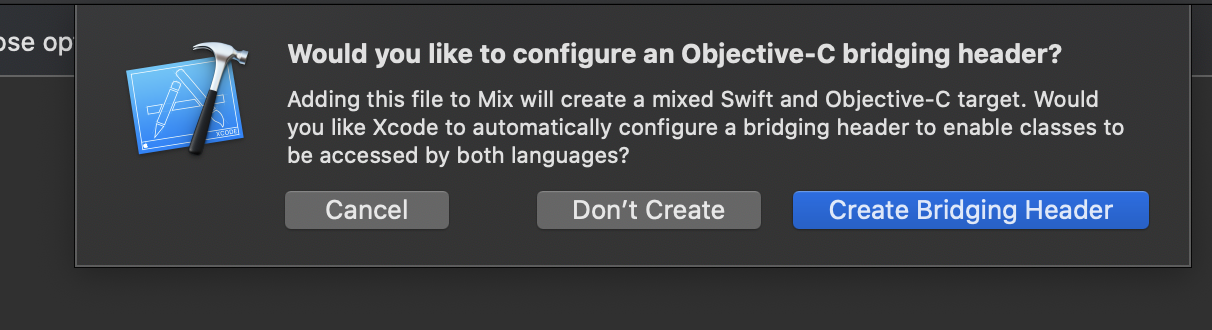 Would you like to configure an Objective-C bridging header?
Adding this file to Mix will create a mixed Swift and Objective-C target. Would
you like Xcode to automatically configure a bridging header to enable classes to
be accessed by both languages?
Cancel Don’t Create Create Bridging Header
XCODE